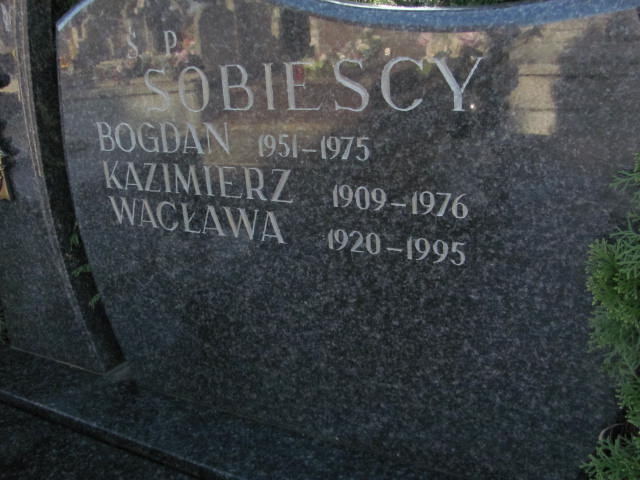 Ś P
SOBIESCY
BOGDAN 1951-1975
KAZIMIERZ 1909-1976
WACŁAWA 1920-1995